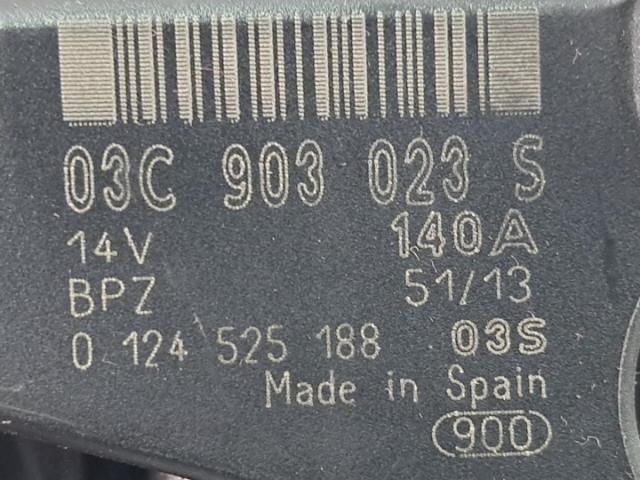 03C 903 023 S
14V 140A
BPZ 51/13
0 124 525 188 03S
Made in Spain
900